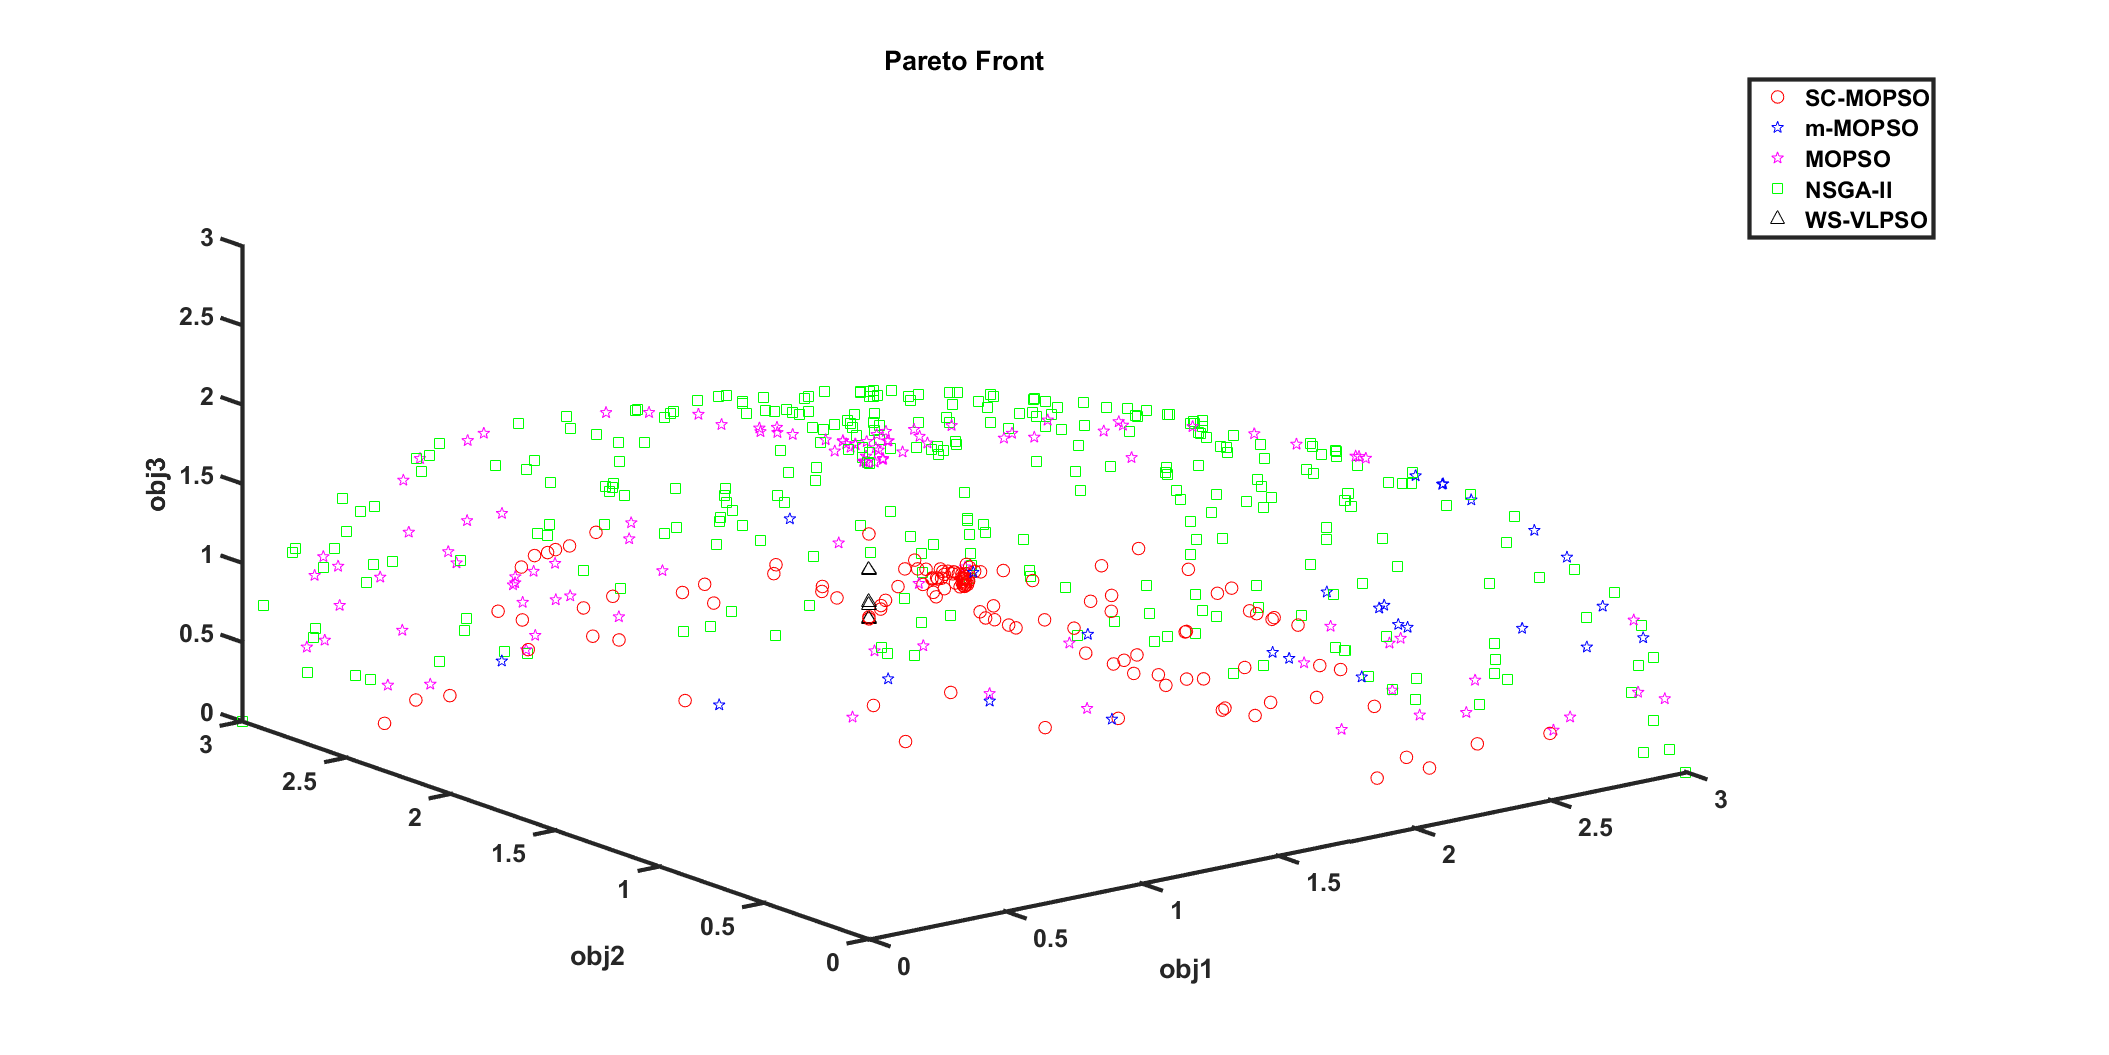 Pareto Front
SC-MOPSO
m-MOPSO
MOPSO
NSGA-II
WS-VLPSO
3
2.5
2
1.5
1
0.5
0
obj3
3
2.5
2
1.5
1
0.5
0
obj2
0
0.5
1
1.5
2
2.5
3
obj1